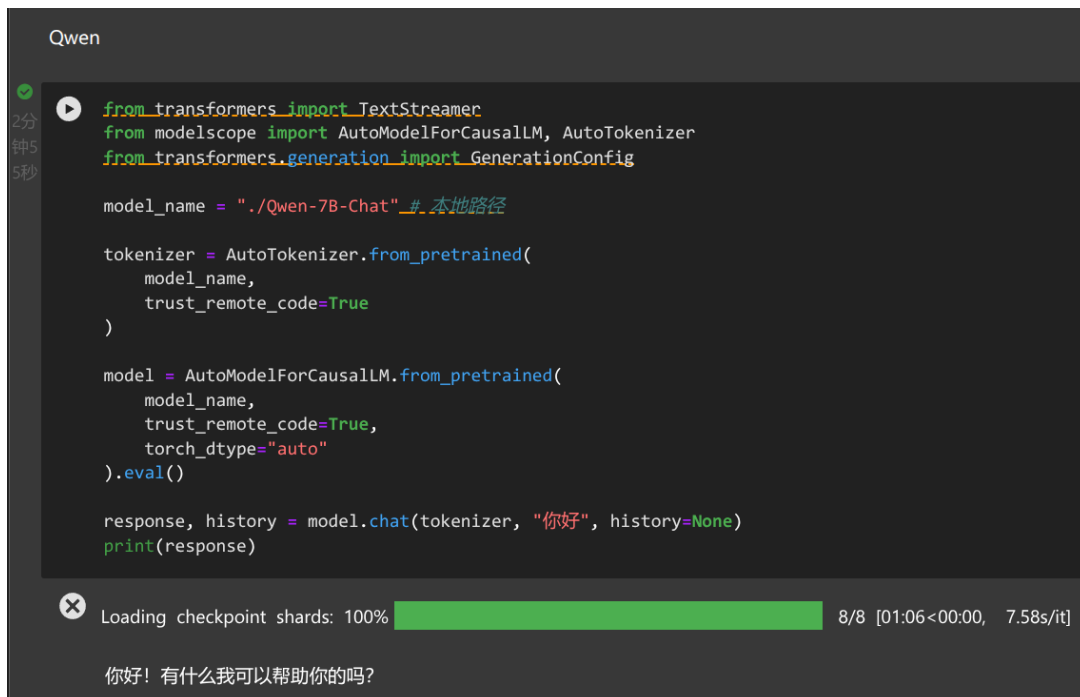 Qwen
2分
钟5
5秒
from transformers import TextStreamer
from modelscope import AutoModelForCausalLM, AutoTokenizer
from transformers.generation import GenerationConfig
model_name = "./Qwen-7B-Chat" # 本地路径
tokenizer = AutoTokenizer.from_pretrained(
    model_name,
    trust_remote_code=True
)
model = AutoModelForCausalLM.from_pretrained(
    model_name,
    trust_remote_code=True,
    torch_dtype="auto"
).eval()
response, history = model.chat(tokenizer, "你好", history=None)
print(response)
Loading checkpoint shards: 100% 8/8 [01:06<00:00, 7.58s/it]
你好！有什么我可以帮助你的吗？